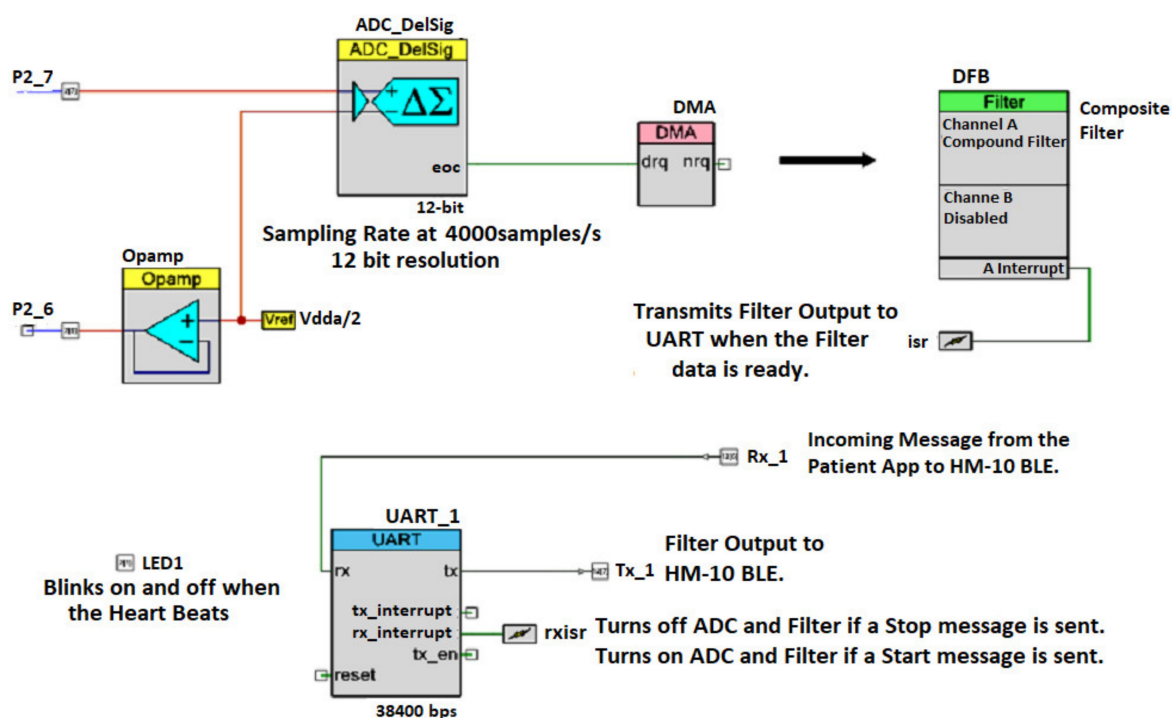 ADC_DelSig
ADC_DelSig
P2_7
ΔΣ
eoc
12-bit
Sampling Rate at 4000samples/s
12 bit resolution
DMA
DMA
drq nrq
DFB
Filter
Channel A
Compound Filter
Channe B
Disabled
A Interrupt
Composite
Filter
Opamp
Opamp
P2_6
Vref Vdda/2
Transmits Filter Output to
UART when the Filter
data is ready.
isr
Rx_1
Incoming Message from the
Patient App to HM-10 BLE.
UART_1
UART
rx tx
tx_interrupt
rx_interrupt
tx_en
reset
38400 bps
LED1
Blinks on and off when
the Heart Beats
Tx_1
Filter Output to
HM-10 BLE.
rxisr
Turns off ADC and Filter if a Stop message is sent.
Turns on ADC and Filter if a Start message is sent.